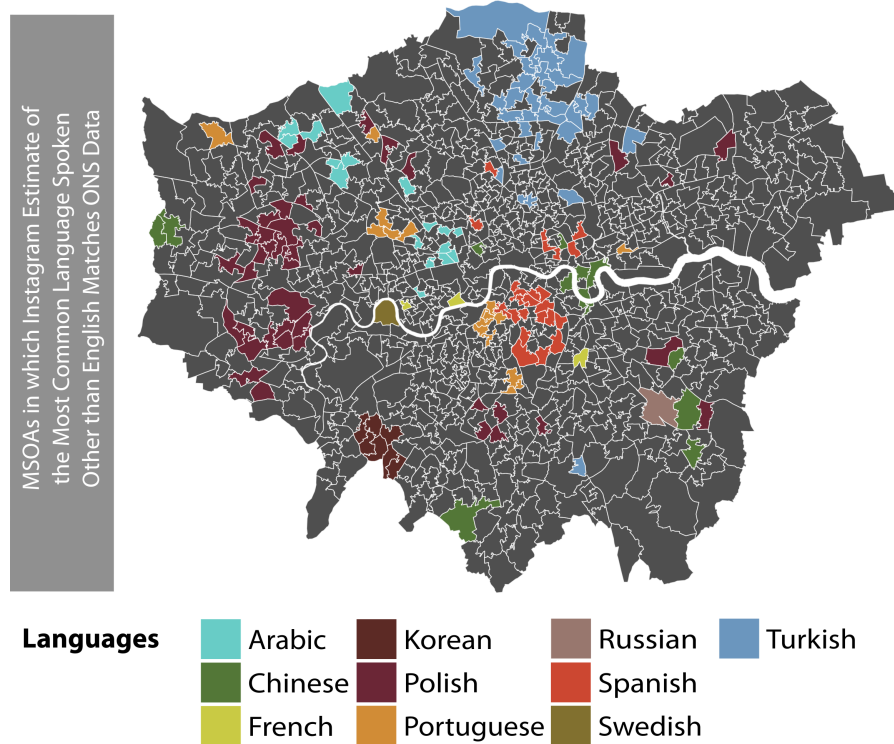 MSOAs in which Instagram Estimate of
the Most Common Language Spoken
Other than English Matches ONS Data
Languages
Arabic
Korean
Russian
Turkish
Chinese
Polish
Spanish
French
Portuguese
Swedish